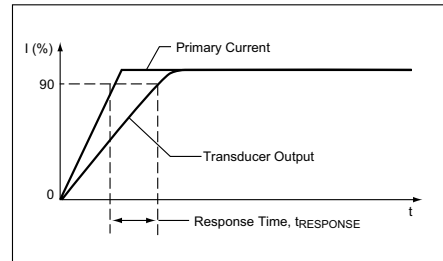 I (%)
Primary Current
90
Transducer Output
0
t
Response Time, tRESPONSE